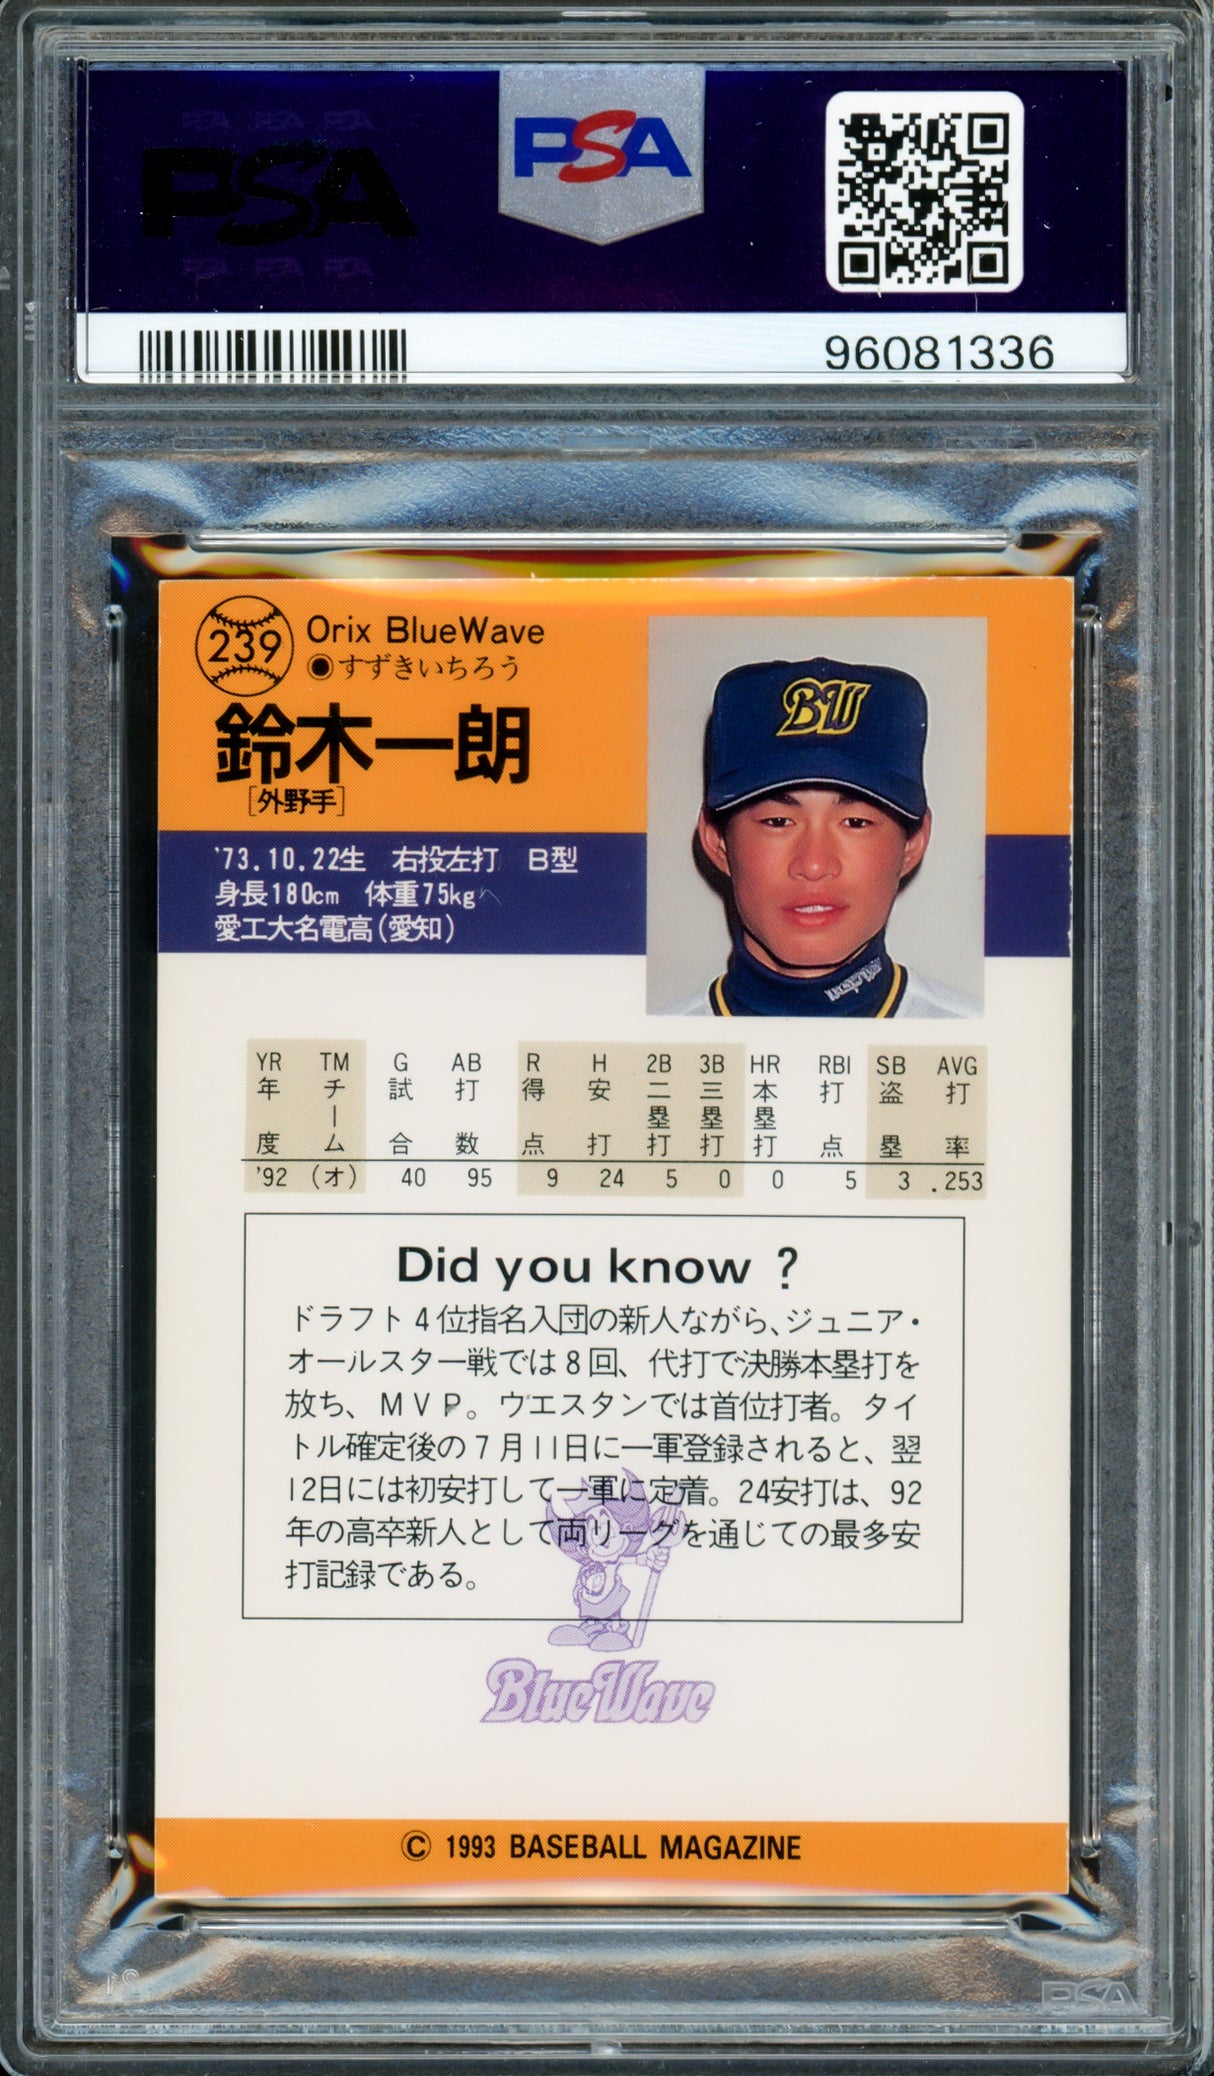 PSA
PSA
96081336
239
Orix BlueWave
●すずきいちろう
鈴木一朗
[外野手]
BW
'73.10.22生 右投左打 B型
身長180cm 体重75kg
愛工大名電高(愛知)
YR TM G AB R H 2B 3B HR RBI SB AVG
年度 チーム 試合 打数 得点 安打 二塁打 三塁打 本塁打 打点 盗塁 打率
'92 (オ) 40 95 9 24 5 0 0 5 3 .253
Did you know ?
ドラフト4位指名入団の新人ながら、ジュニア・
オールスター戦では8回、代打で決勝本塁打を
放ち、MVP。ウエスタンでは首位打者。タイ
トル確定後の7月11日に一軍登録されると、翌
12日には初安打して一軍に定着。24安打は、92
年の高卒新人として両リーグを通じての最多安
打記録である。
BlueWave
© 1993 BASEBALL MAGAZINE
PSA